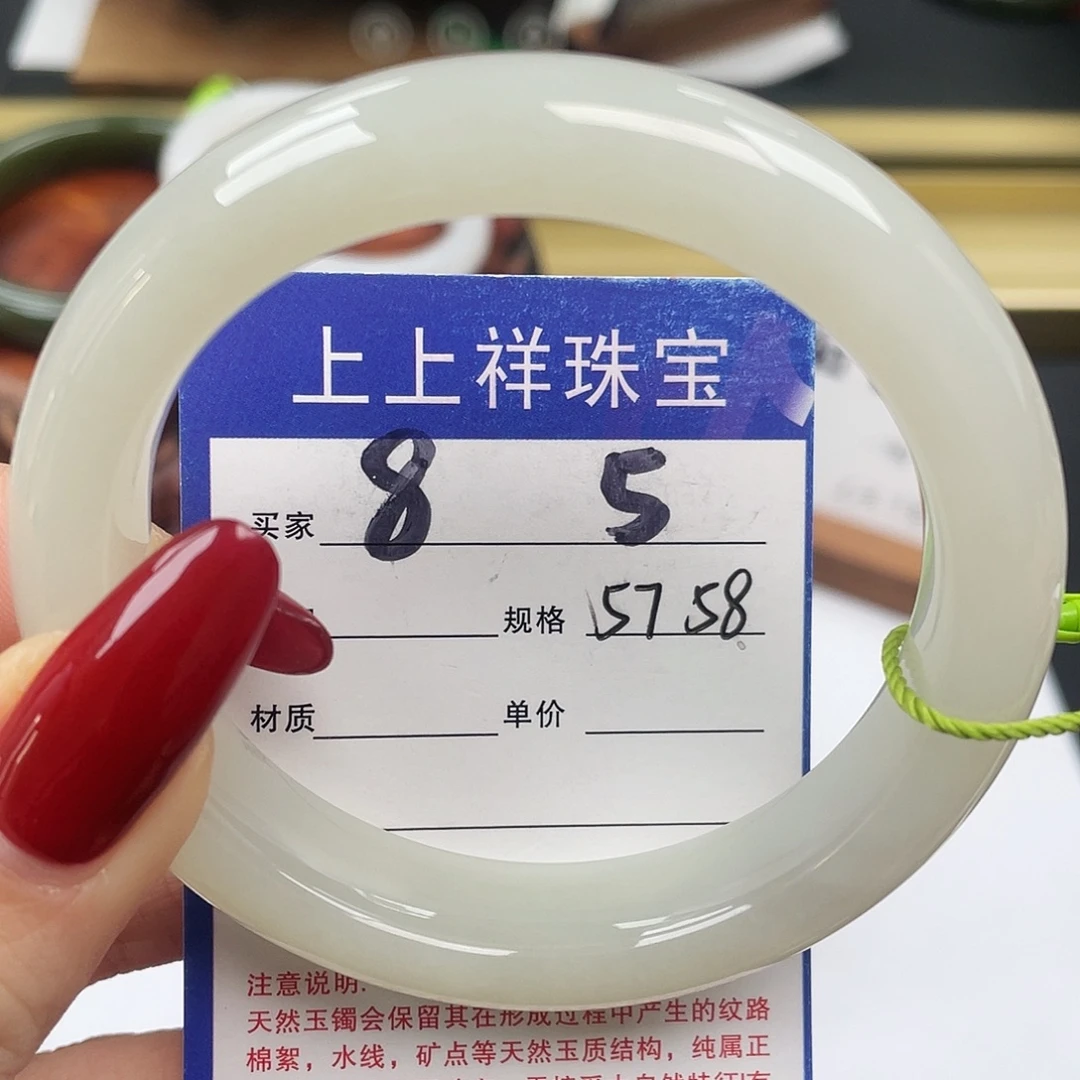 上上祥珠宝
买家 8 5
规格 57 58
材质 单价
注意说明:
天然玉镯会保留其在形成过程中产生的纹路
棉絮，水线，矿点等天然玉质结构，纯属正